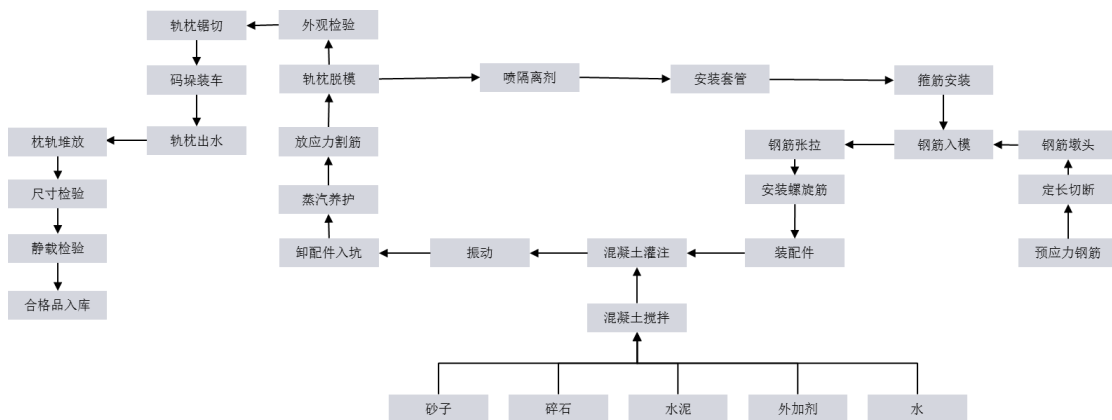 轨枕锯切
外观检验
码垛装车
轨枕脱模
喷隔离剂
安装套管
箍筋安装
枕轨堆放
轨枕出水
放应力割筋
钢筋张拉
钢筋入模
钢筋墩头
尺寸检验
蒸汽养护
安装螺旋筋
定长切断
静载检验
卸配件入坑
振动
混凝土灌注
装配件
预应力钢筋
合格品入库
混凝土搅拌
砂子
碎石
水泥
外加剂
水